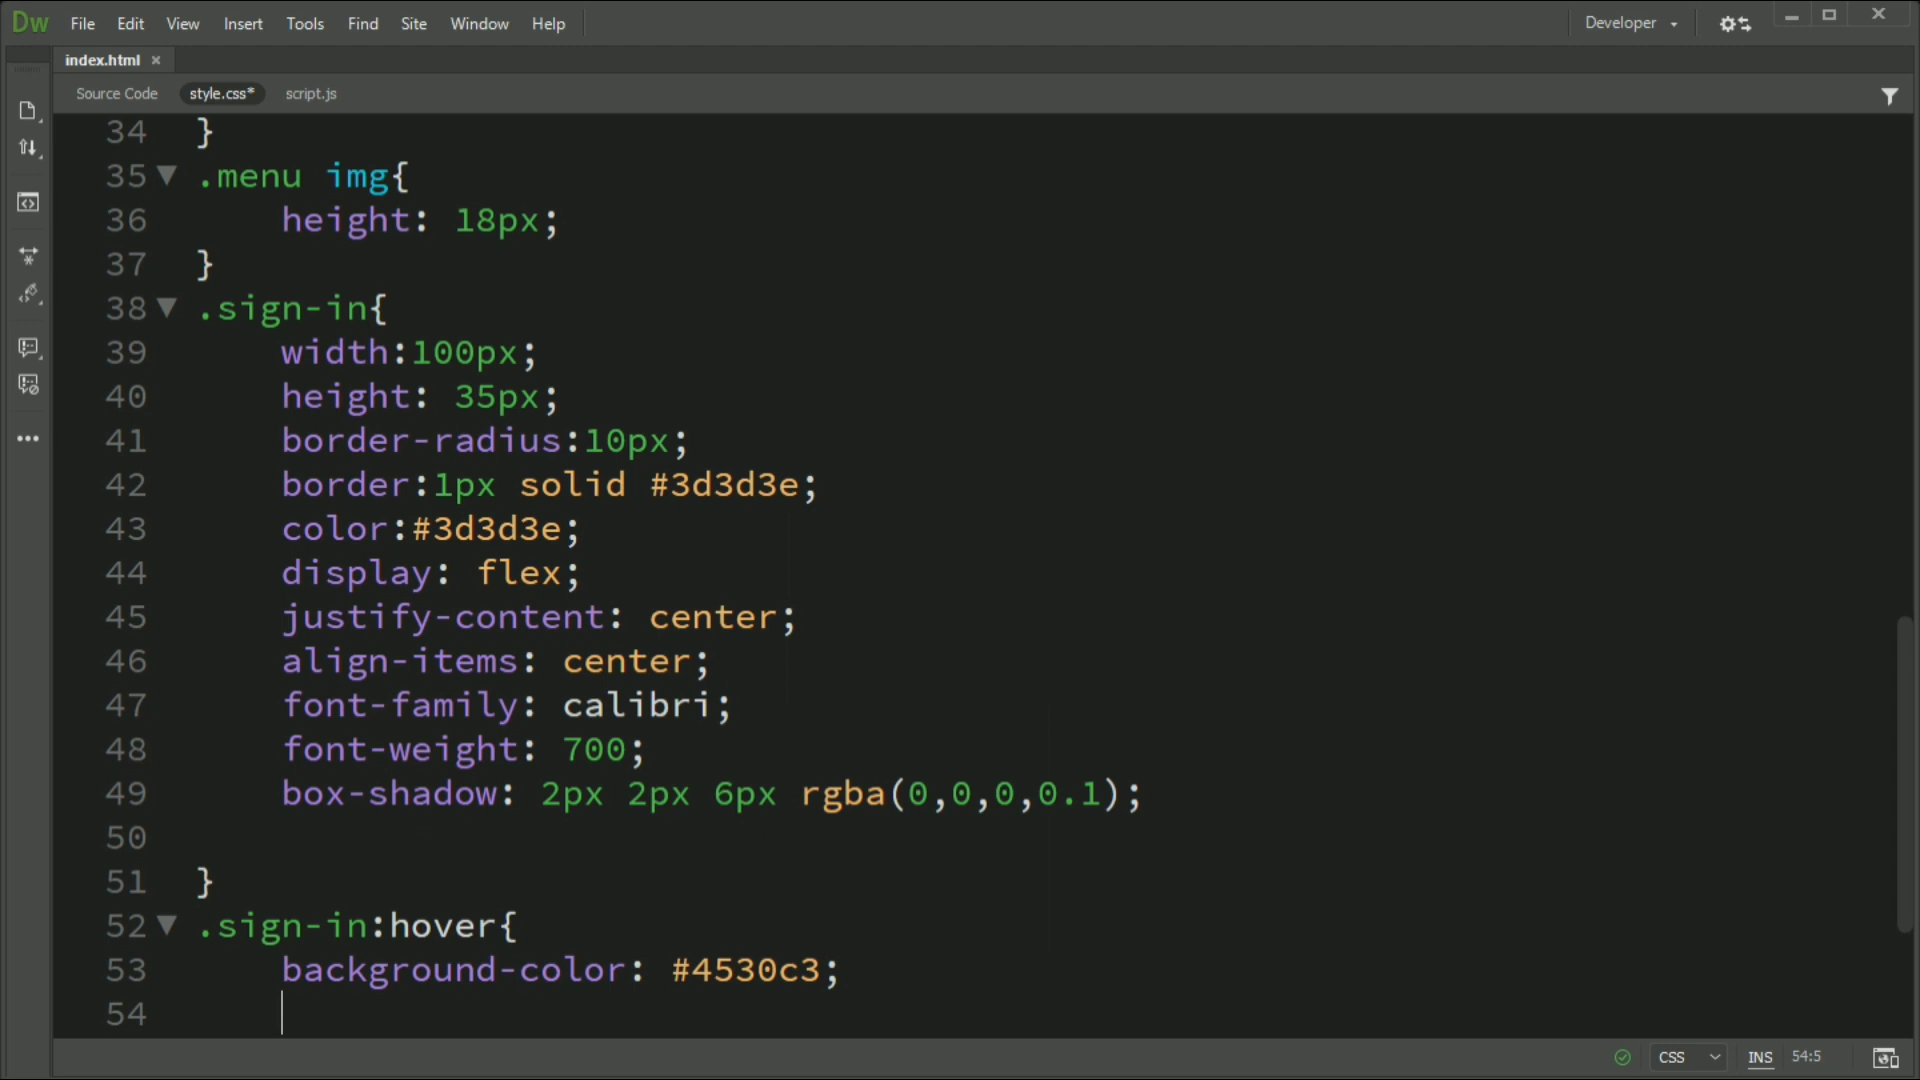 Dw File Edit View Insert Tools Find Site Window Help Developer
index.html ×
Source Code style.css* script.js
34 }
35 .menu img{
36 height: 18px;
37 }
38 .sign-in{
39 width:100px;
40 height: 35px;
41 border-radius:10px;
42 border:1px solid #3d3d3e;
43 color:#3d3d3e;
44 display: flex;
45 justify-content: center;
46 align-items: center;
47 font-family: calibri;
48 font-weight: 700;
49 box-shadow: 2px 2px 6px rgba(0,0,0,0.1);
50
51 }
52 .sign-in:hover{
53 background-color: #4530c3;
54
CSS INS 54:5